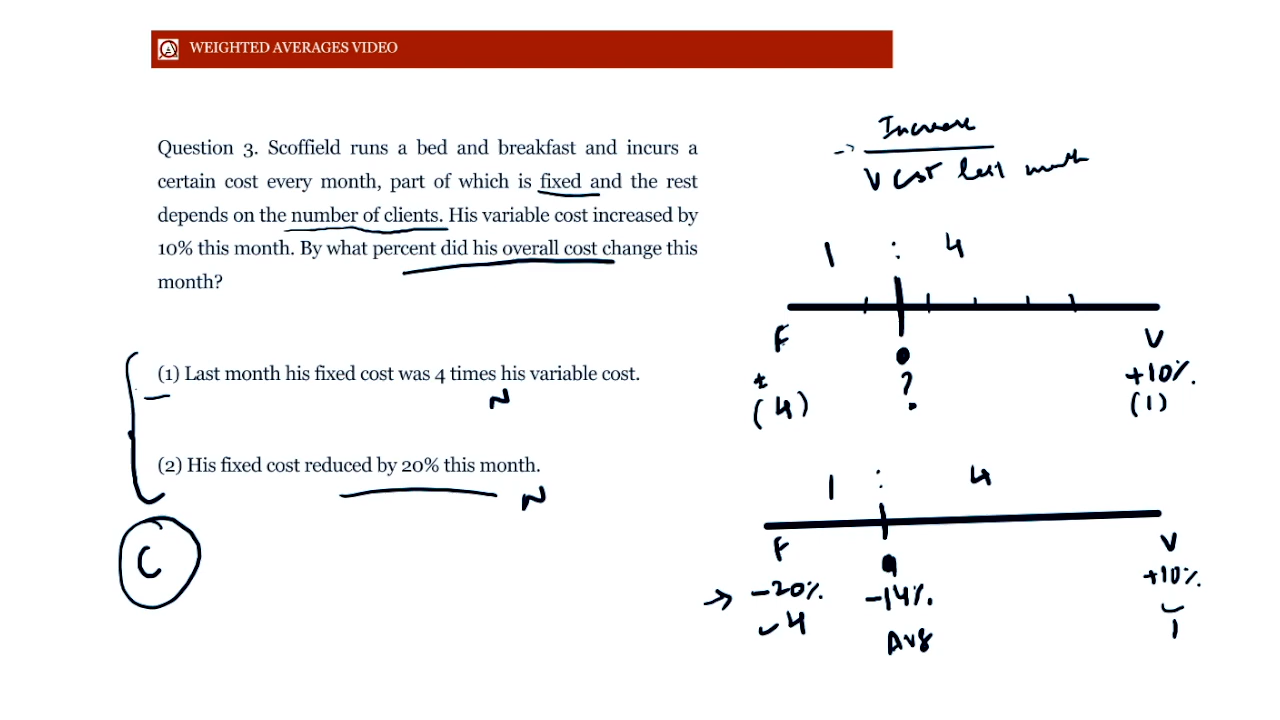 WEIGHTED AVERAGES VIDEO
Question 3. Scoffield runs a bed and breakfast and incurs a
certain cost every month, part of which is fixed and the rest
depends on the number of clients. His variable cost increased by
10% this month. By what percent did his overall cost change this
month?
(1) Last month his fixed cost was 4 times his variable cost.
N
(2) His fixed cost reduced by 20% this month.
N
C
Increase
V Cost last month
1 : 4
F V
? +10%.
(4) (1)
1 : 4
F V
-20%. -14%. +10%.
4 Avg 1